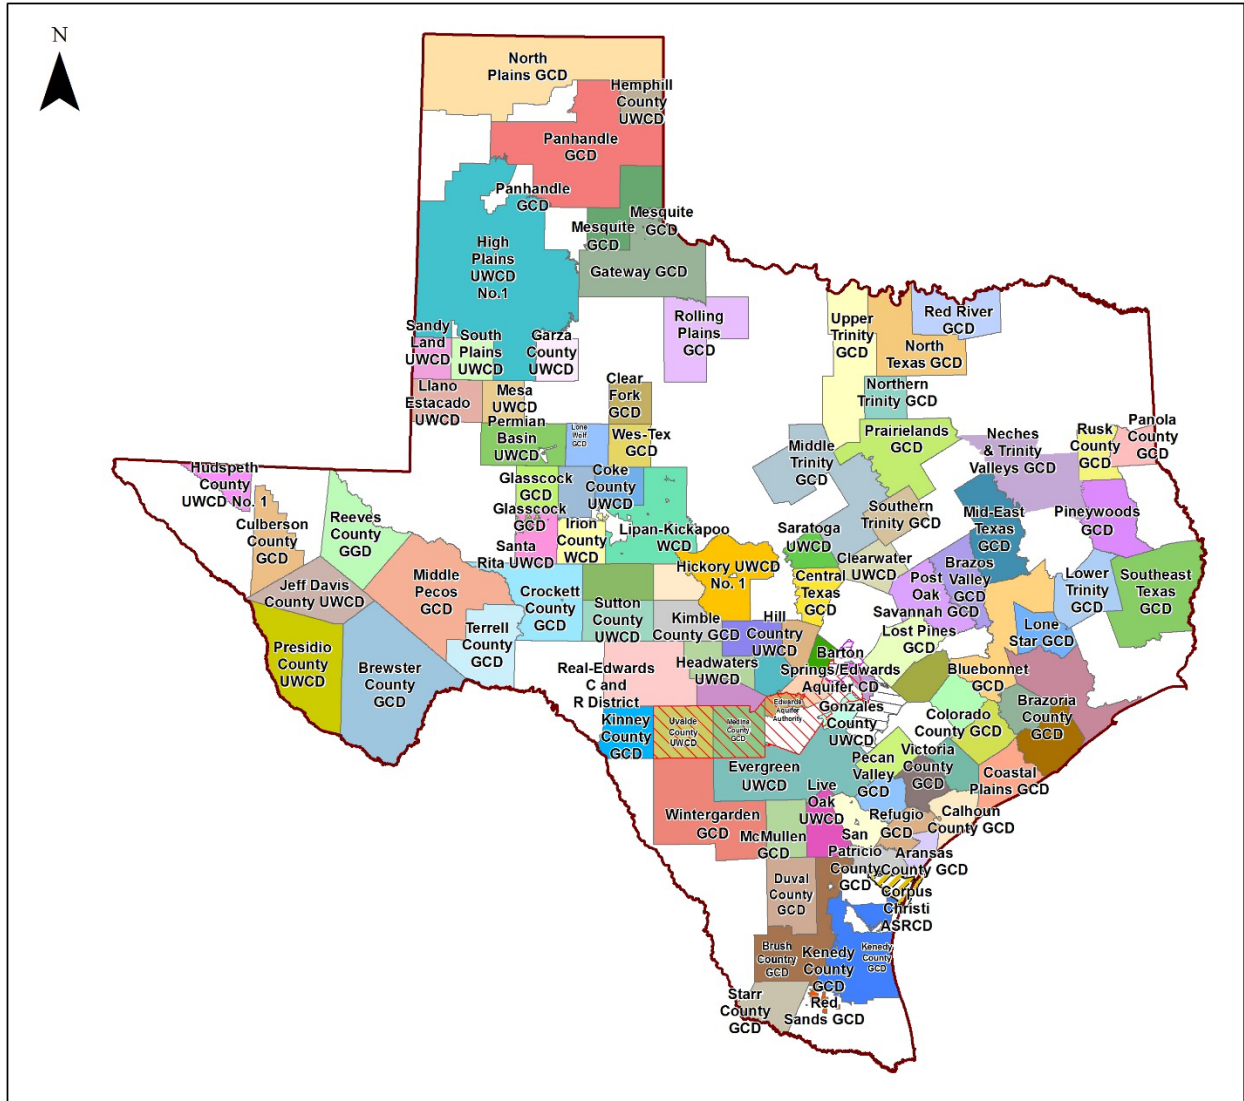 N
North
Plains GCD
Hemphill
County
UWCD
Panhandle
GCD
Panhandle
GCD
Mesquite
GCD
Mesquite
GCD
High
Plains
UWCD
No.1
Gateway GCD
Sandy
Land
UWCD
South
Plains
UWCD
Garza
County
UWCD
Rolling
Plains
GCD
Upper
Trinity
GCD
Red River
GCD
North
Texas GCD
Llano
Estacado
UWCD
Mesa
UWCD
Clear
Fork
GCD
Northern
Trinity GCD
Permian
Basin
UWCD
Lone
Wolf
GCD
Wes-Tex
GCD
Middle
Trinity
GCD
Prairielands
GCD
Neches
& Trinity
Valleys GCD
Rusk
County
GCD
Panola
County
GCD
Hudspeth
County
UWCD No. 1
Culberson
County
GCD
Reeves
County
GGD
Glasscock
GCD
Glasscock
GCD
Coke
County
UWCD
Santa
Rita UWCD
Irion
County
WCD
Lipan-Kickapoo
WCD
Hickory UWCD
No. 1
Saratoga
UWCD
Southern
Trinity GCD
Mid-East
Texas
GCD
Pineywoods
GCD
Jeff Davis
County UWCD
Middle
Pecos
GCD
Crockett
County
GCD
Sutton
County
UWCD
Kimble
County GCD
Hill
Country
UWCD
Central
Texas
GCD
Clearwater
UWCD
Post
Oak
Savannah GCD
Brazos
Valley
GCD
Lower
Trinity
GCD
Southeast
Texas
GCD
Presidio
County
UWCD
Brewster
County
GCD
Terrell
County
GCD
Real-Edwards
C and
R District
Headwaters
UWCD
Barton
Springs/Edwards
Aquifer CD
Lost Pines
GCD
Lone
Star GCD
Bluebonnet
GCD
Kinney
County
GCD
Uvalde
County
UWCD
Medina
County
GCD
Edwards
Aquifer
Authority
Gonzales
County
UWCD
Colorado
County GCD
Brazoria
County
GCD
Evergreen
UWCD
Pecan
Valley
GCD
Victoria
County
GCD
Coastal
Plains GCD
Wintergarden
GCD
McMullen
GCD
Live
Oak
UWCD
San
Patricio
County
GCD
Refugio
GCD
Calhoun
County GCD
Aransas
County GCD
Duval
County
GCD
Corpus
Christi
ASRCD
Brush
Country
GCD
Kenedy
County
GCD
Kenedy
County
GCD
Starr
County
GCD
Red
Sands GCD